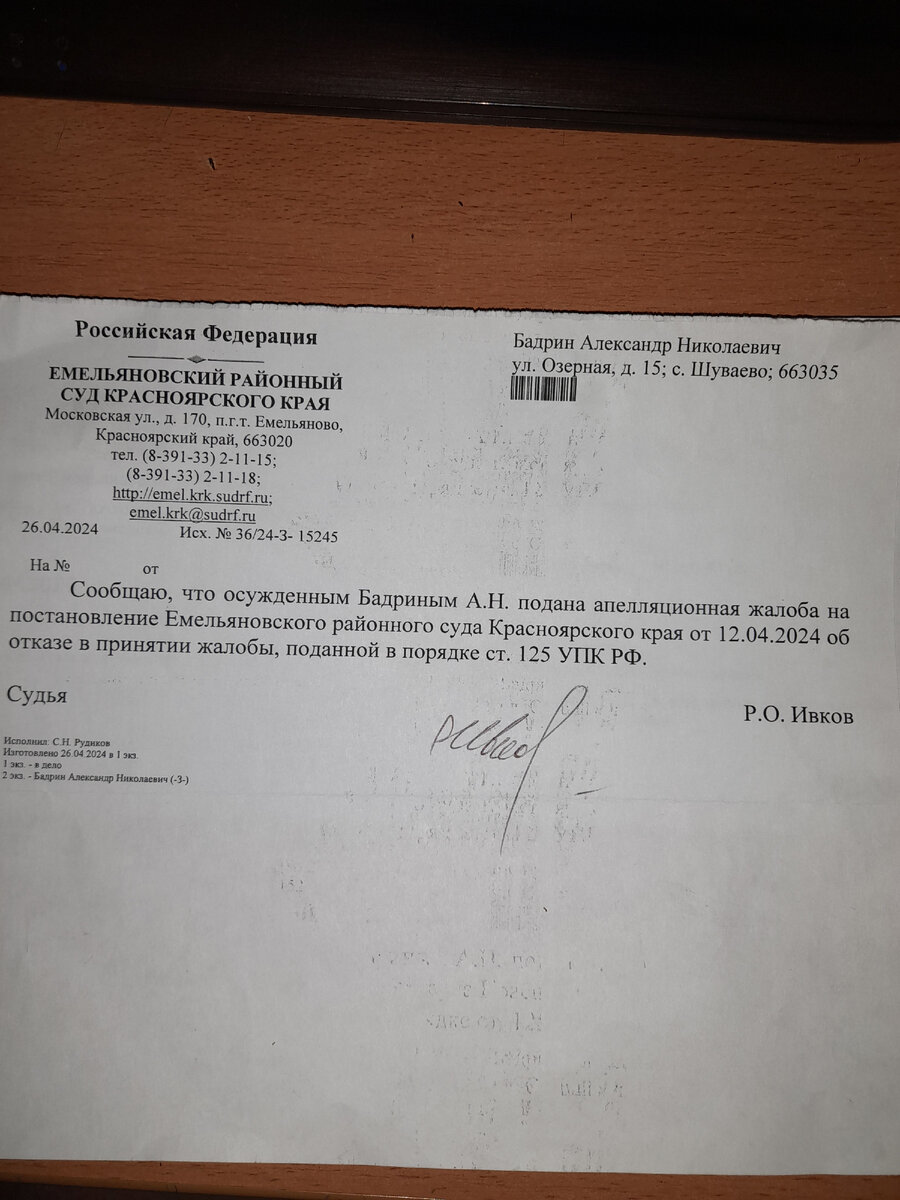 Российская Федерация
ЕМЕЛЬЯНОВСКИЙ РАЙОННЫЙ
СУД КРАСНОЯРСКОГО КРАЯ
Московская ул., д. 170, п.г.т. Емельяново,
Красноярский край, 663020
тел. (8-391-33) 2-11-15;
(8-391-33) 2-11-18;
http://emel.krk.sudrf.ru;
emel.krk@sudrf.ru
26.04.2024 Исх. № 36/24-3- 15245
На № от
Бадрин Александр Николаевич
ул. Озерная, д. 15; с. Шуваево; 663035
Сообщаю, что осужденным Бадриным А.Н. подана апелляционная жалоба на
постановление Емельяновского районного суда Красноярского края от 12.04.2024 об
отказе в принятии жалобы, поданной в порядке ст. 125 УПК РФ.
Судья Р.О. Ивков
Исполнил: С.Н. Рудиков
Изготовлено 26.04.2024 в 1 экз.
1 экз. - в дело
2 экз. - Бадрин Александр Николаевич (-3-)